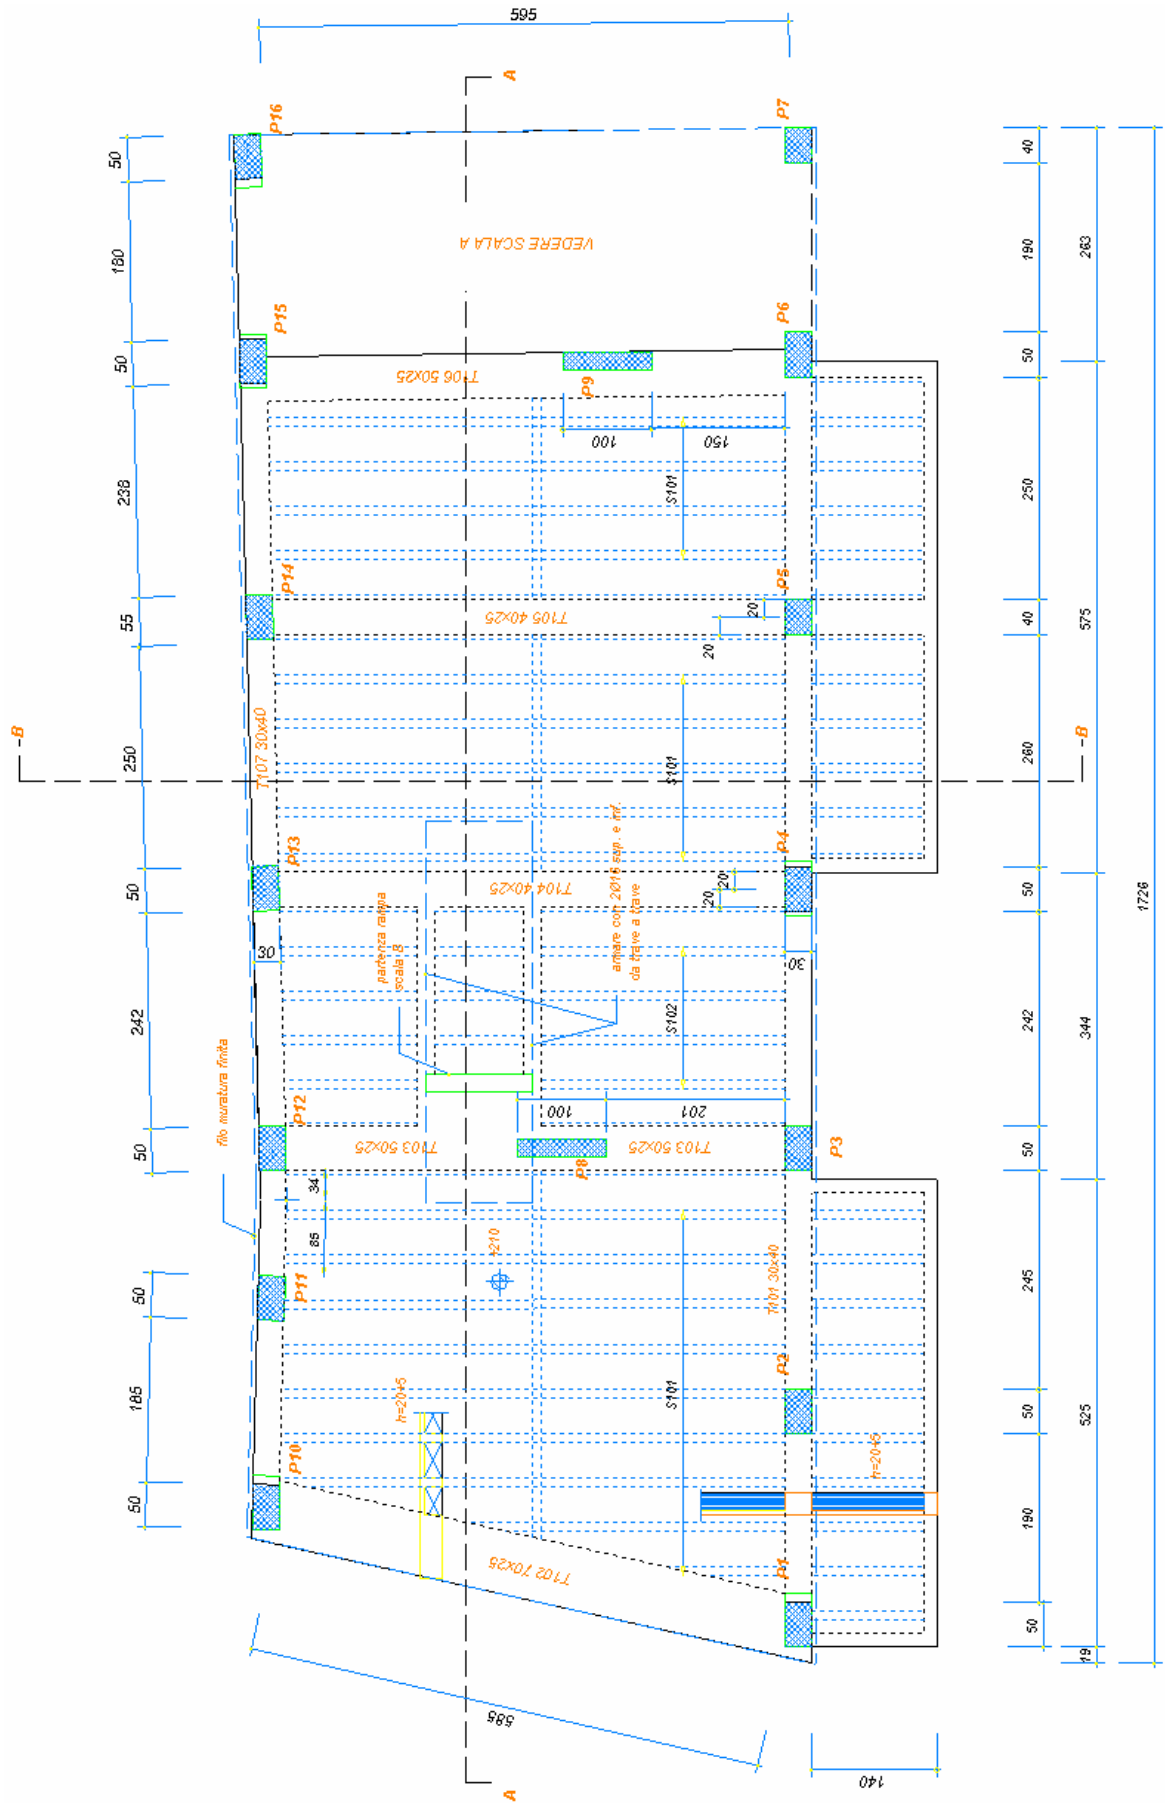 595
A
P16
P7
50
180
50
238
55
250
50
242
50
50
185
50
VEDERE SCALA A
P15
P6
T106 50x25
P9
100
150
S101
P14
P5
T105 40x25
20
20
B
B
T107 30x40
S101
P13
P4
T104 40x25
20
20
armare con 2Ø16 sup. e inf.
da trave a trave
partenza rampa
scala B
30
30
S102
filo muratura finita
P12
100
201
T103 50x25
T103 50x25
P8
P3
34
85
+210
P11
T101 30x40
P2
S101
h=20+5
h=20+5
P10
T102 70x25
P1
585
A
140
40
190
50
250
40
260
50
242
50
245
50
190
50
263
575
344
525
19
1726